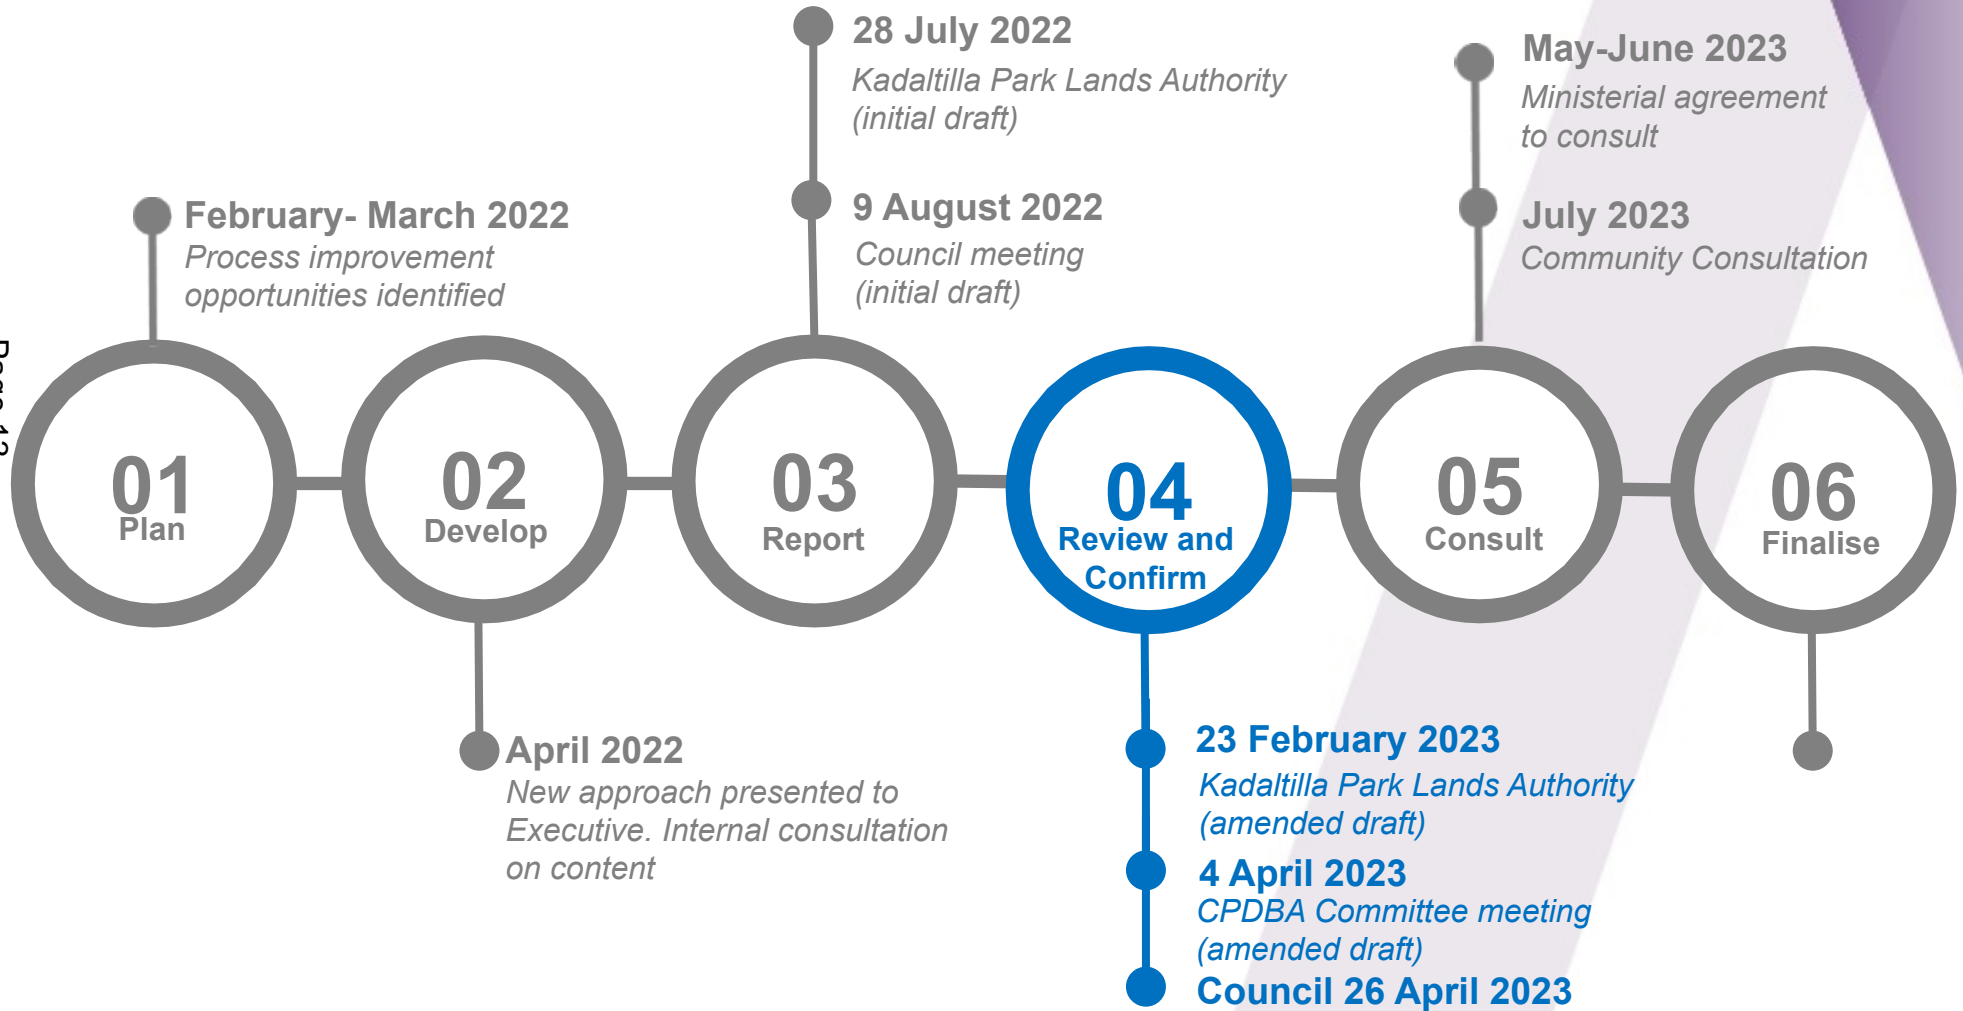 28 July 2022
Kadaltilla Park Lands Authority
(initial draft)
9 August 2022
Council meeting
(initial draft)
May-June 2023
Ministerial agreement
to consult
July 2023
Community Consultation
February- March 2022
Process improvement
opportunities identified
01
Plan
02
Develop
03
Report
04
Review and
Confirm
05
Consult
06
Finalise
April 2022
New approach presented to
Executive. Internal consultation
on content
23 February 2023
Kadaltilla Park Lands Authority
(amended draft)
4 April 2023
CPDBA Committee meeting
(amended draft)
Council 26 April 2023